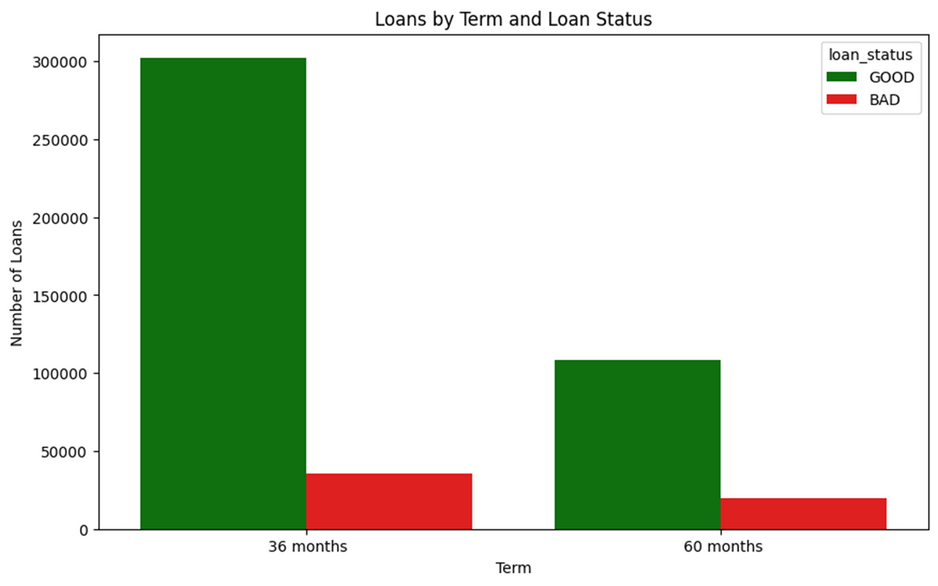 Loans by Term and Loan Status
loan_status
GOOD
BAD
Number of Loans
300000
250000
200000
150000
100000
50000
0
36 months
60 months
Term